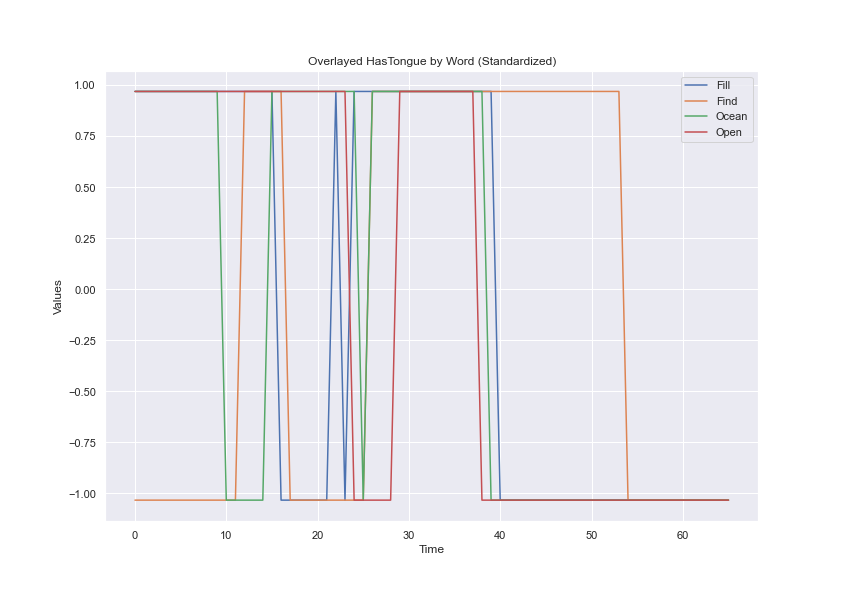 Overlayed HasTongue by Word (Standardized)
Fill
Find
Ocean
Open
1.00
0.75
0.50
0.25
0.00
−0.25
−0.50
−0.75
−1.00
Values
0 10 20 30 40 50 60
Time